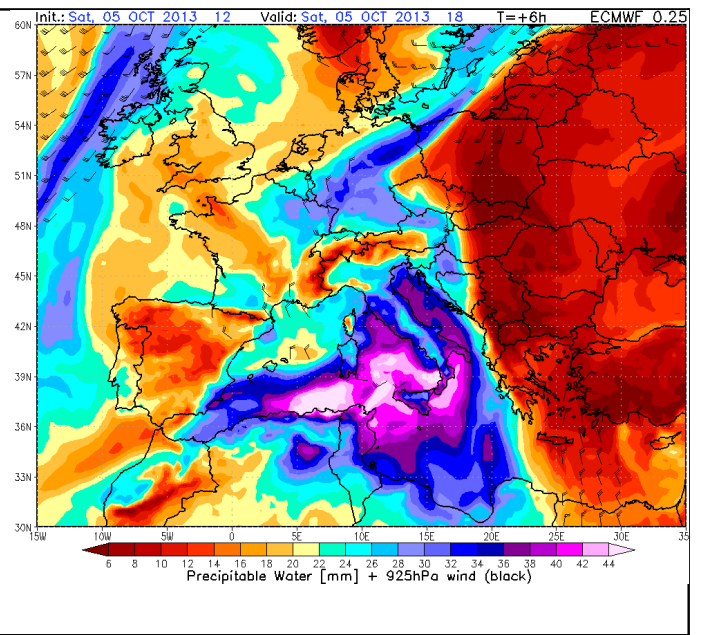 Init.: Sat, 05 OCT 2013 12 Valid: Sat, 05 OCT 2013 18 T=+6h ECMWF 0.25
60N
57N
54N
51N
48N
45N
42N
39N
36N
33N
30N
15W 10W 5W 0 5E 10E 15E 20E 25E 30E 35
6 8 10 12 14 16 18 20 22 24 26 28 30 32 34 36 38 40 42 44
Precipitable Water [mm] + 925hPa wind (black)